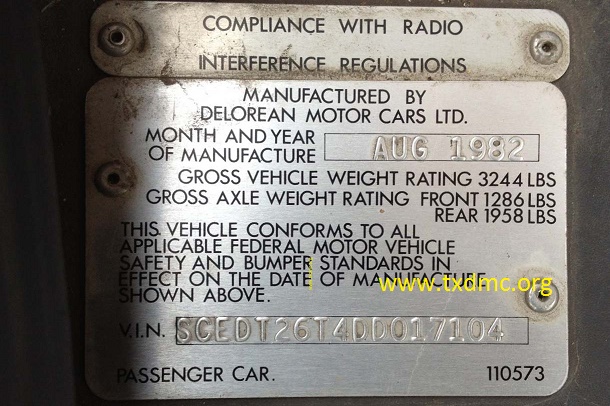 COMPLIANCE WITH RADIO
INTERFERENCE REGULATIONS
MANUFACTURED BY
DELOREAN MOTOR CARS LTD.
MONTH AND YEAR
OF MANUFACTURE AUG 1982
GROSS VEHICLE WEIGHT RATING 3244 LBS
GROSS AXLE WEIGHT RATING FRONT 1286 LBS
REAR 1958 LBS
THIS VEHICLE CONFORMS TO ALL
APPLICABLE FEDERAL MOTOR VEHICLE
SAFETY AND BUMPER STANDARDS IN
EFFECT ON THE DATE OF MANUFACTURE
SHOWN ABOVE.
www.txdmc.org
V.I.N. SCEDT26T4DD017104
PASSENGER CAR. 110573